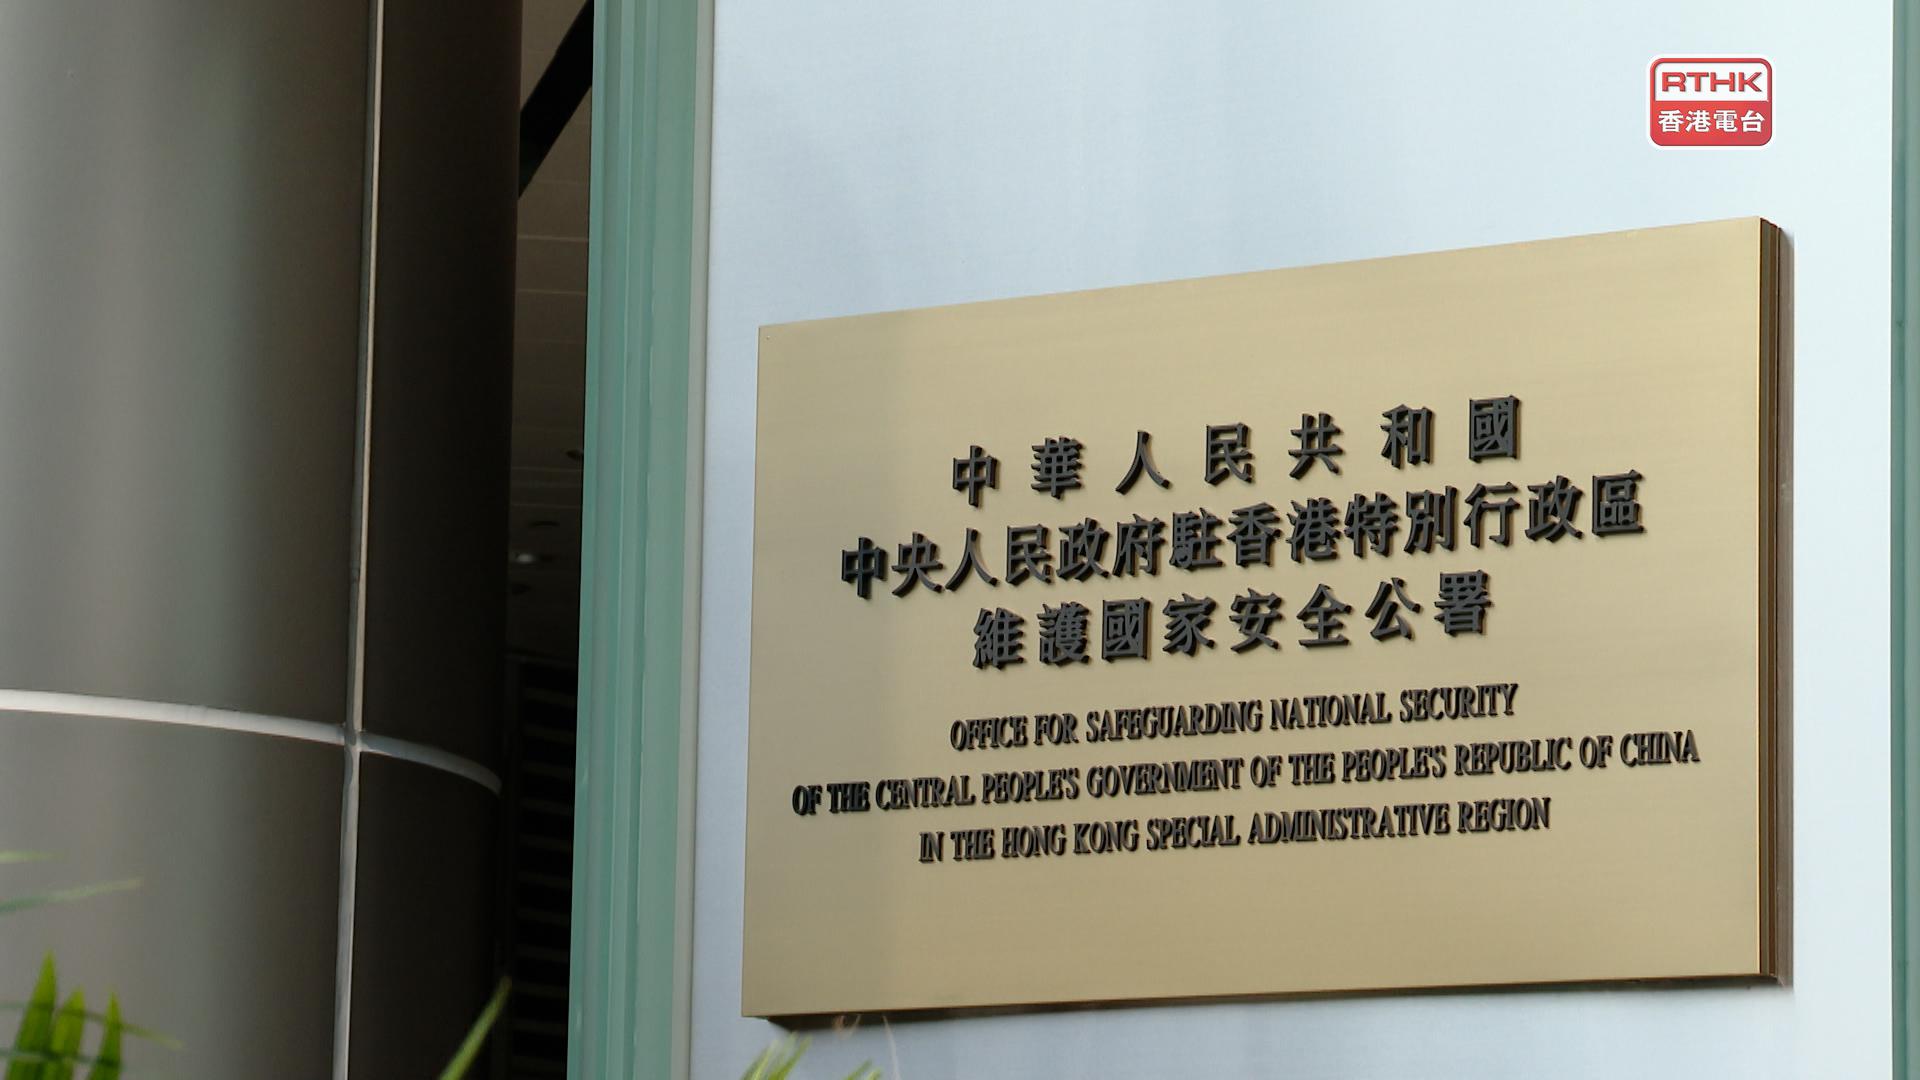 RTHK
香港電台
中華人民共和國
中央人民政府駐香港特別行政區
維護國家安全公署
OFFICE FOR SAFEGUARDING NATIONAL SECURITY
OF THE CENTRAL PEOPLE'S GOVERNMENT OF THE PEOPLE'S REPUBLIC OF CHINA
IN THE HONG KONG SPECIAL ADMINISTRATIVE REGION